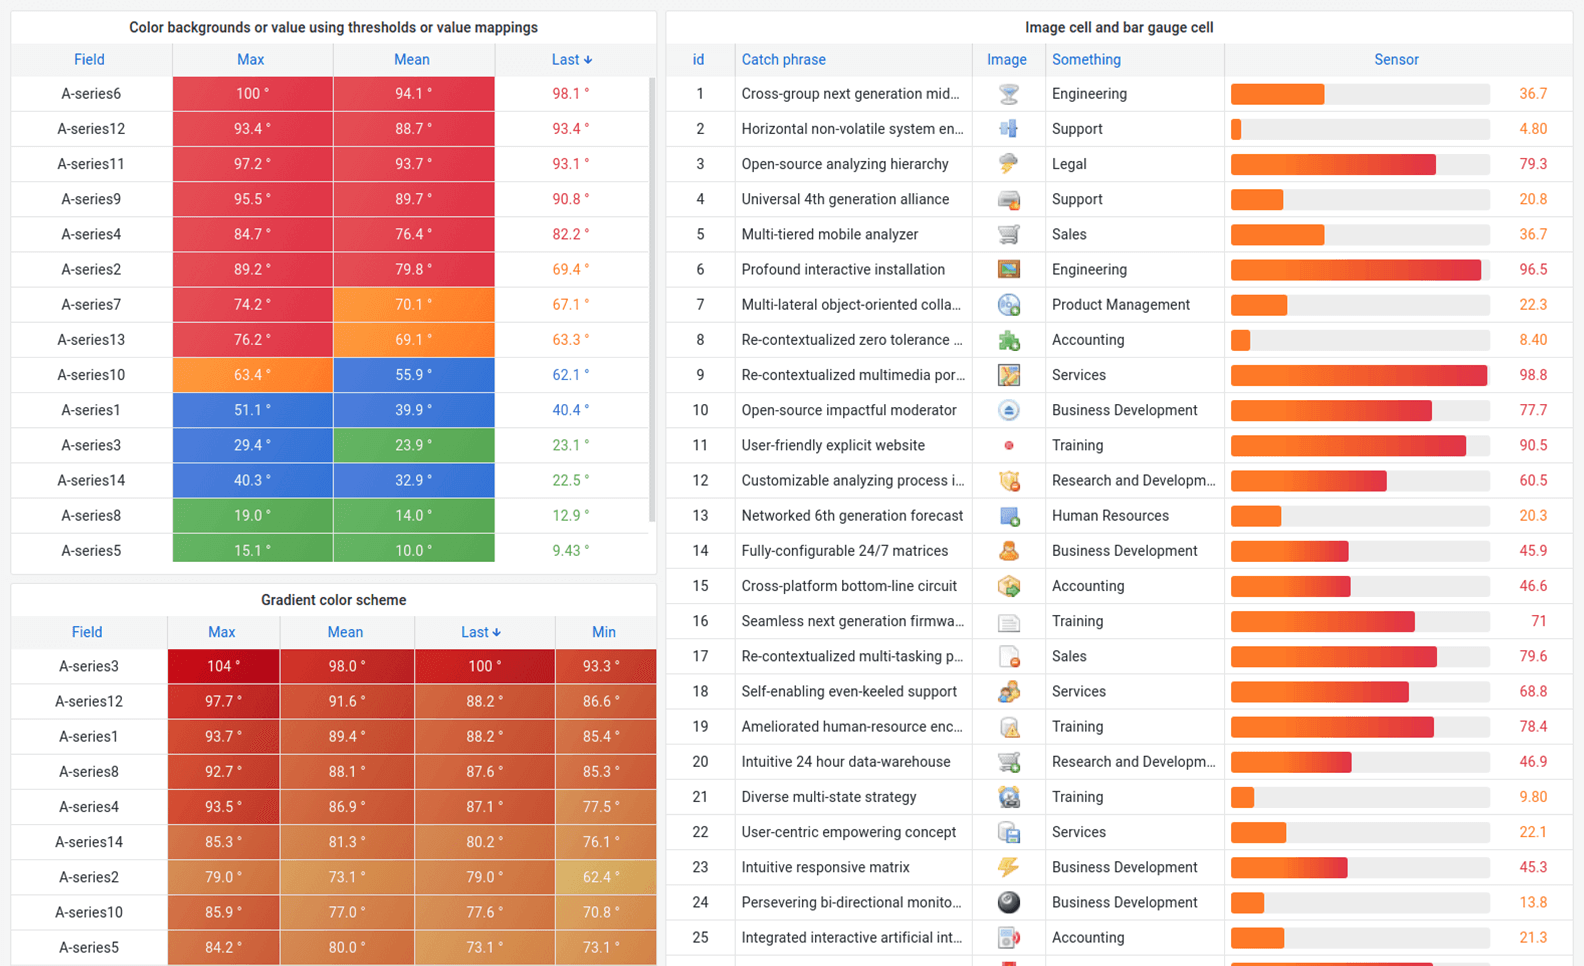 Color backgrounds or value using thresholds or value mappings
Field Max Mean Last ↓
A-series6 100 ° 94.1 ° 98.1 °
A-series12 93.4 ° 88.7 ° 93.4 °
A-series11 97.2 ° 93.7 ° 93.1 °
A-series9 95.5 ° 89.7 ° 90.8 °
A-series4 84.7 ° 76.4 ° 82.2 °
A-series2 89.2 ° 79.8 ° 69.4 °
A-series7 74.2 ° 70.1 ° 67.1 °
A-series13 76.2 ° 69.1 ° 63.3 °
A-series10 63.4 ° 55.9 ° 62.1 °
A-series1 51.1 ° 39.9 ° 40.4 °
A-series3 29.4 ° 23.9 ° 23.1 °
A-series14 40.3 ° 32.9 ° 22.5 °
A-series8 19.0 ° 14.0 ° 12.9 °
A-series5 15.1 ° 10.0 ° 9.43 °
Gradient color scheme
Field Max Mean Last ↓ Min
A-series3 104 ° 98.0 ° 100 ° 93.3 °
A-series12 97.7 ° 91.6 ° 88.2 ° 86.6 °
A-series1 93.7 ° 89.4 ° 88.2 ° 85.4 °
A-series8 92.7 ° 88.1 ° 87.6 ° 85.3 °
A-series4 93.5 ° 86.9 ° 87.1 ° 77.5 °
A-series14 85.3 ° 81.3 ° 80.2 ° 76.1 °
A-series2 79.0 ° 73.1 ° 79.0 ° 62.4 °
A-series10 85.9 ° 77.0 ° 77.6 ° 70.8 °
A-series5 84.2 ° 80.0 ° 73.1 ° 73.1 °
Image cell and bar gauge cell
id Catch phrase Image Something Sensor
1 Cross-group next generation mid… Engineering 36.7
2 Horizontal non-volatile system en… Support 4.80
3 Open-source analyzing hierarchy Legal 79.3
4 Universal 4th generation alliance Support 20.8
5 Multi-tiered mobile analyzer Sales 36.7
6 Profound interactive installation Engineering 96.5
7 Multi-lateral object-oriented colla… Product Management 22.3
8 Re-contextualized zero tolerance … Accounting 8.40
9 Re-contextualized multimedia por… Services 98.8
10 Open-source impactful moderator Business Development 77.7
11 User-friendly explicit website Training 90.5
12 Customizable analyzing process i… Research and Developm… 60.5
13 Networked 6th generation forecast Human Resources 20.3
14 Fully-configurable 24/7 matrices Business Development 45.9
15 Cross-platform bottom-line circuit Accounting 46.6
16 Seamless next generation firmwa… Training 71
17 Re-contextualized multi-tasking p… Sales 79.6
18 Self-enabling even-keeled support Services 68.8
19 Ameliorated human-resource enc… Training 78.4
20 Intuitive 24 hour data-warehouse Research and Developm… 46.9
21 Diverse multi-state strategy Training 9.80
22 User-centric empowering concept Services 22.1
23 Intuitive responsive matrix Business Development 45.3
24 Persevering bi-directional monito… Business Development 13.8
25 Integrated interactive artificial int… Accounting 21.3